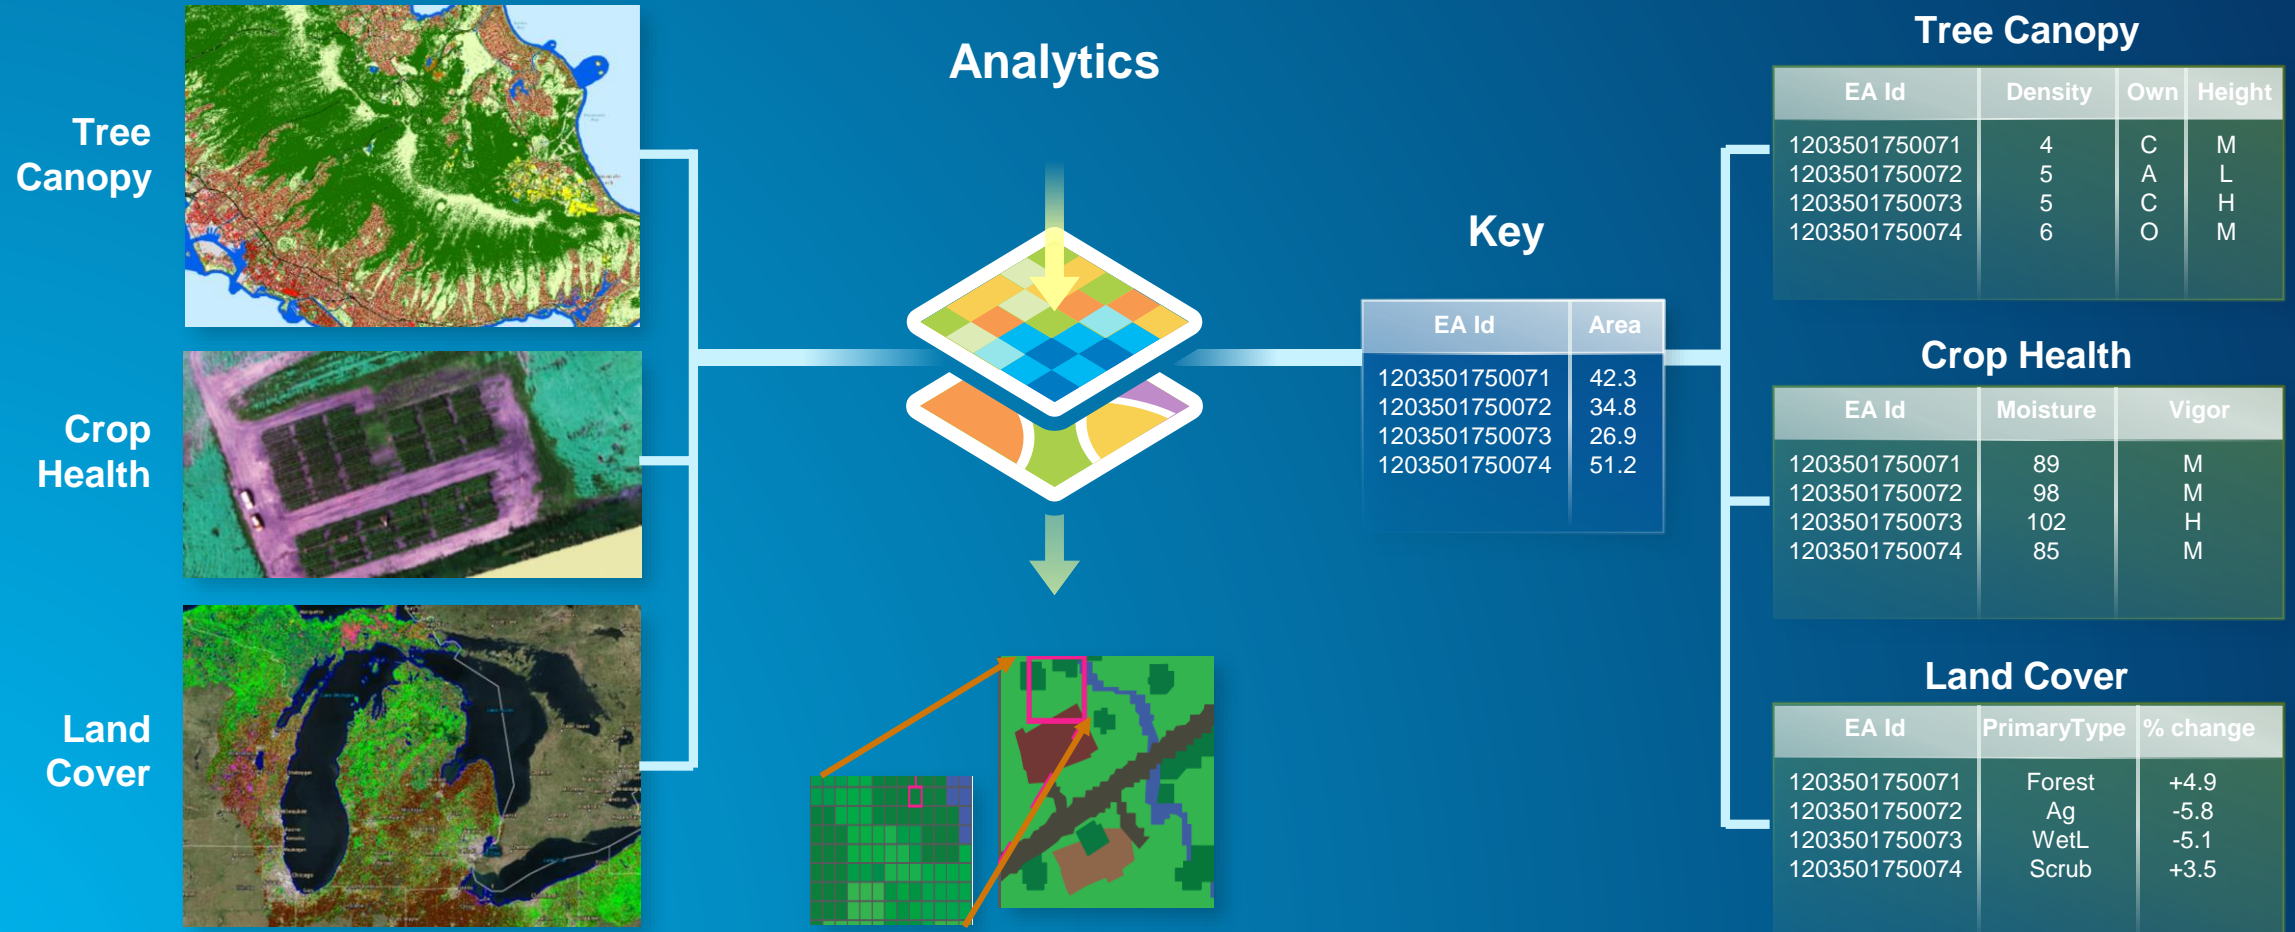 Tree
Canopy
Crop
Health
Land
Cover
Analytics
Key
EA Id Area
1203501750071 42.3
1203501750072 34.8
1203501750073 26.9
1203501750074 51.2
Tree Canopy
EA Id Density Own Height
1203501750071 4 C M
1203501750072 5 A L
1203501750073 5 C H
1203501750074 6 O M
Crop Health
EA Id Moisture Vigor
1203501750071 89 M
1203501750072 98 M
1203501750073 102 H
1203501750074 85 M
Land Cover
EA Id PrimaryType % change
1203501750071 Forest +4.9
1203501750072 Ag -5.8
1203501750073 WetL -5.1
1203501750074 Scrub +3.5